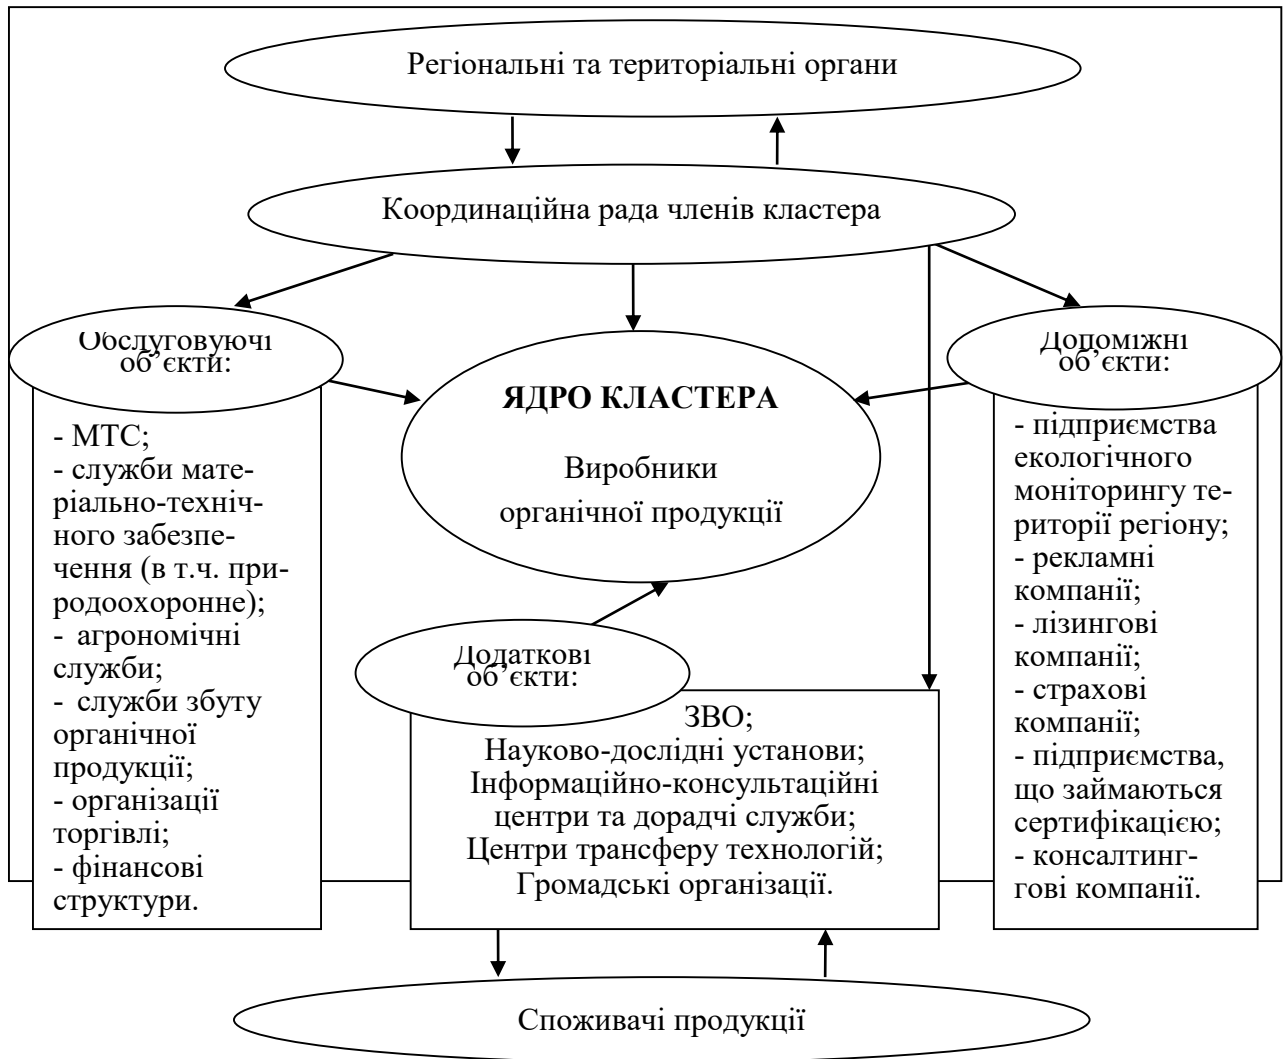 Регіональні та територіальні органи
Координаційна рада членів кластера
Обслуговуючі
об’єкти:
- МТС;
- служби мате-
ріально-техніч-
ного забезпе-
чення (в т.ч. при-
родоохоронне);
- агрономічні
служби;
- служби збуту
органічної
продукції;
- організації
торгівлі;
- фінансові
структури.
ЯДРО КЛАСТЕРА
Виробники
органічної продукції
Допоміжні
об’єкти:
- підприємства
екологічного
моніторингу те-
риторії регіону;
- рекламні
компанії;
- лізингові
компанії;
- страхові
компанії;
- підприємства,
що займаються
сертифікацією;
- консалтинг-
гові компанії.
Додаткові
об’єкти:
ЗВО;
Науково-дослідні установи;
Інформаційно-консультаційні
центри та дорадчі служби;
Центри трансферу технологій;
Громадські організації.
Споживачі продукції